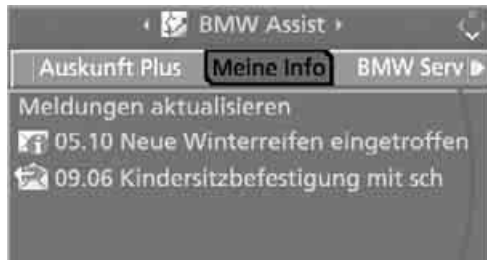 BMW Assist
Auskunft Plus Meine Info BMW Serv
Meldungen aktualisieren
05.10 Neue Winterreifen eingetroffen
09.06 Kindersitzbefestigung mit sch